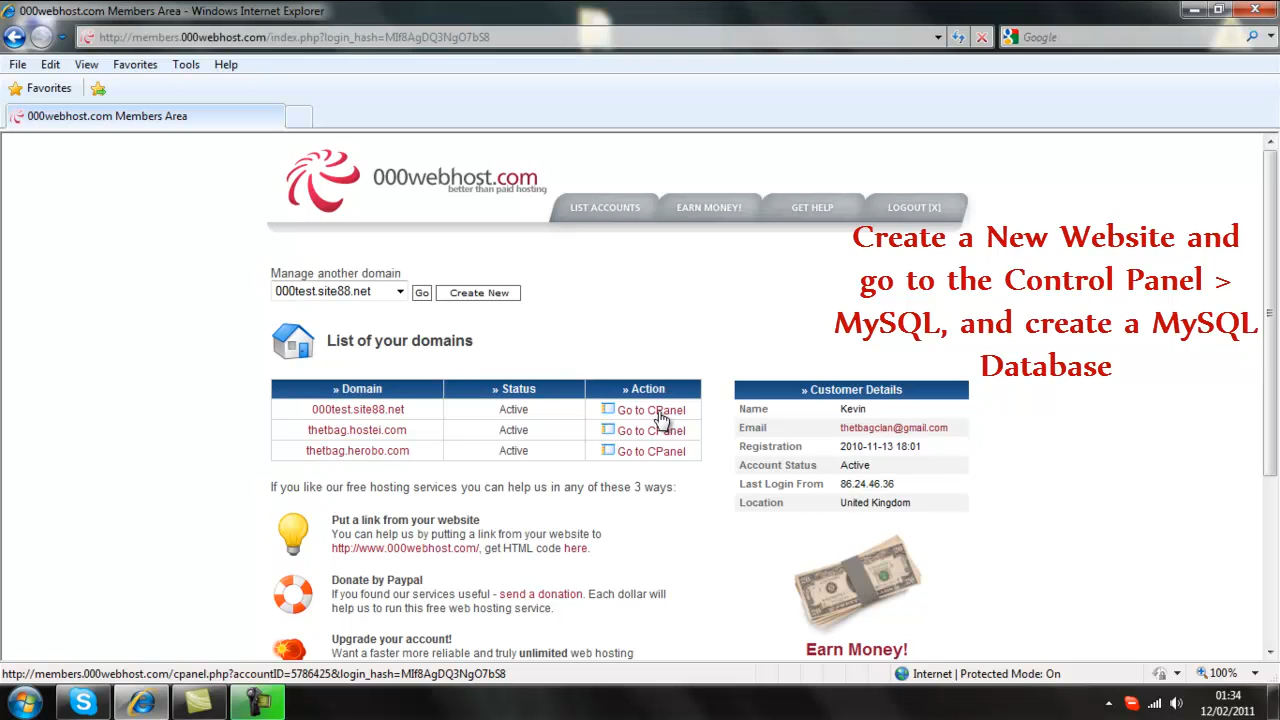 000webhost.com Members Area - Windows Internet Explorer
http://members.000webhost.com/index.php?login_hash=MIf8AgDQ3NgO7bS8
Google
File Edit View Favorites Tools Help
Favorites
000webhost.com Members Area
000webhost.com
better than paid hosting
LIST ACCOUNTS
EARN MONEY!
GET HELP
LOGOUT [X]
Create a New Website and
go to the Control Panel >
MySQL, and create a MySQL
Database
Manage another domain
000test.site88.net
Go
Create New
List of your domains
» Domain » Status » Action
000test.site88.net Active Go to CPanel
thetbag.hostei.com Active Go to CPanel
thetbag.herobo.com Active Go to CPanel
» Customer Details
Name Kevin
Email thetbagclan@gmail.com
Registration 2010-11-13 18:01
Account Status Active
Last Login From 86.24.46.36
Location United Kingdom
If you like our free hosting services you can help us in any of these 3 ways:
Put a link from your website
You can help us by putting a link from your website to
http://www.000webhost.com/, get HTML code here.
Donate by Paypal
If you found our services useful - send a donation. Each dollar will
help us to run this free web hosting service.
Upgrade your account!
Want a faster more reliable and truly unlimited web hosting
Earn Money!
http://members.000webhost.com/cpanel.php?accountID=5786425&login_hash=MIf8AgDQ3NgO7bS8
Internet | Protected Mode: On
100%
01:34
12/02/2011